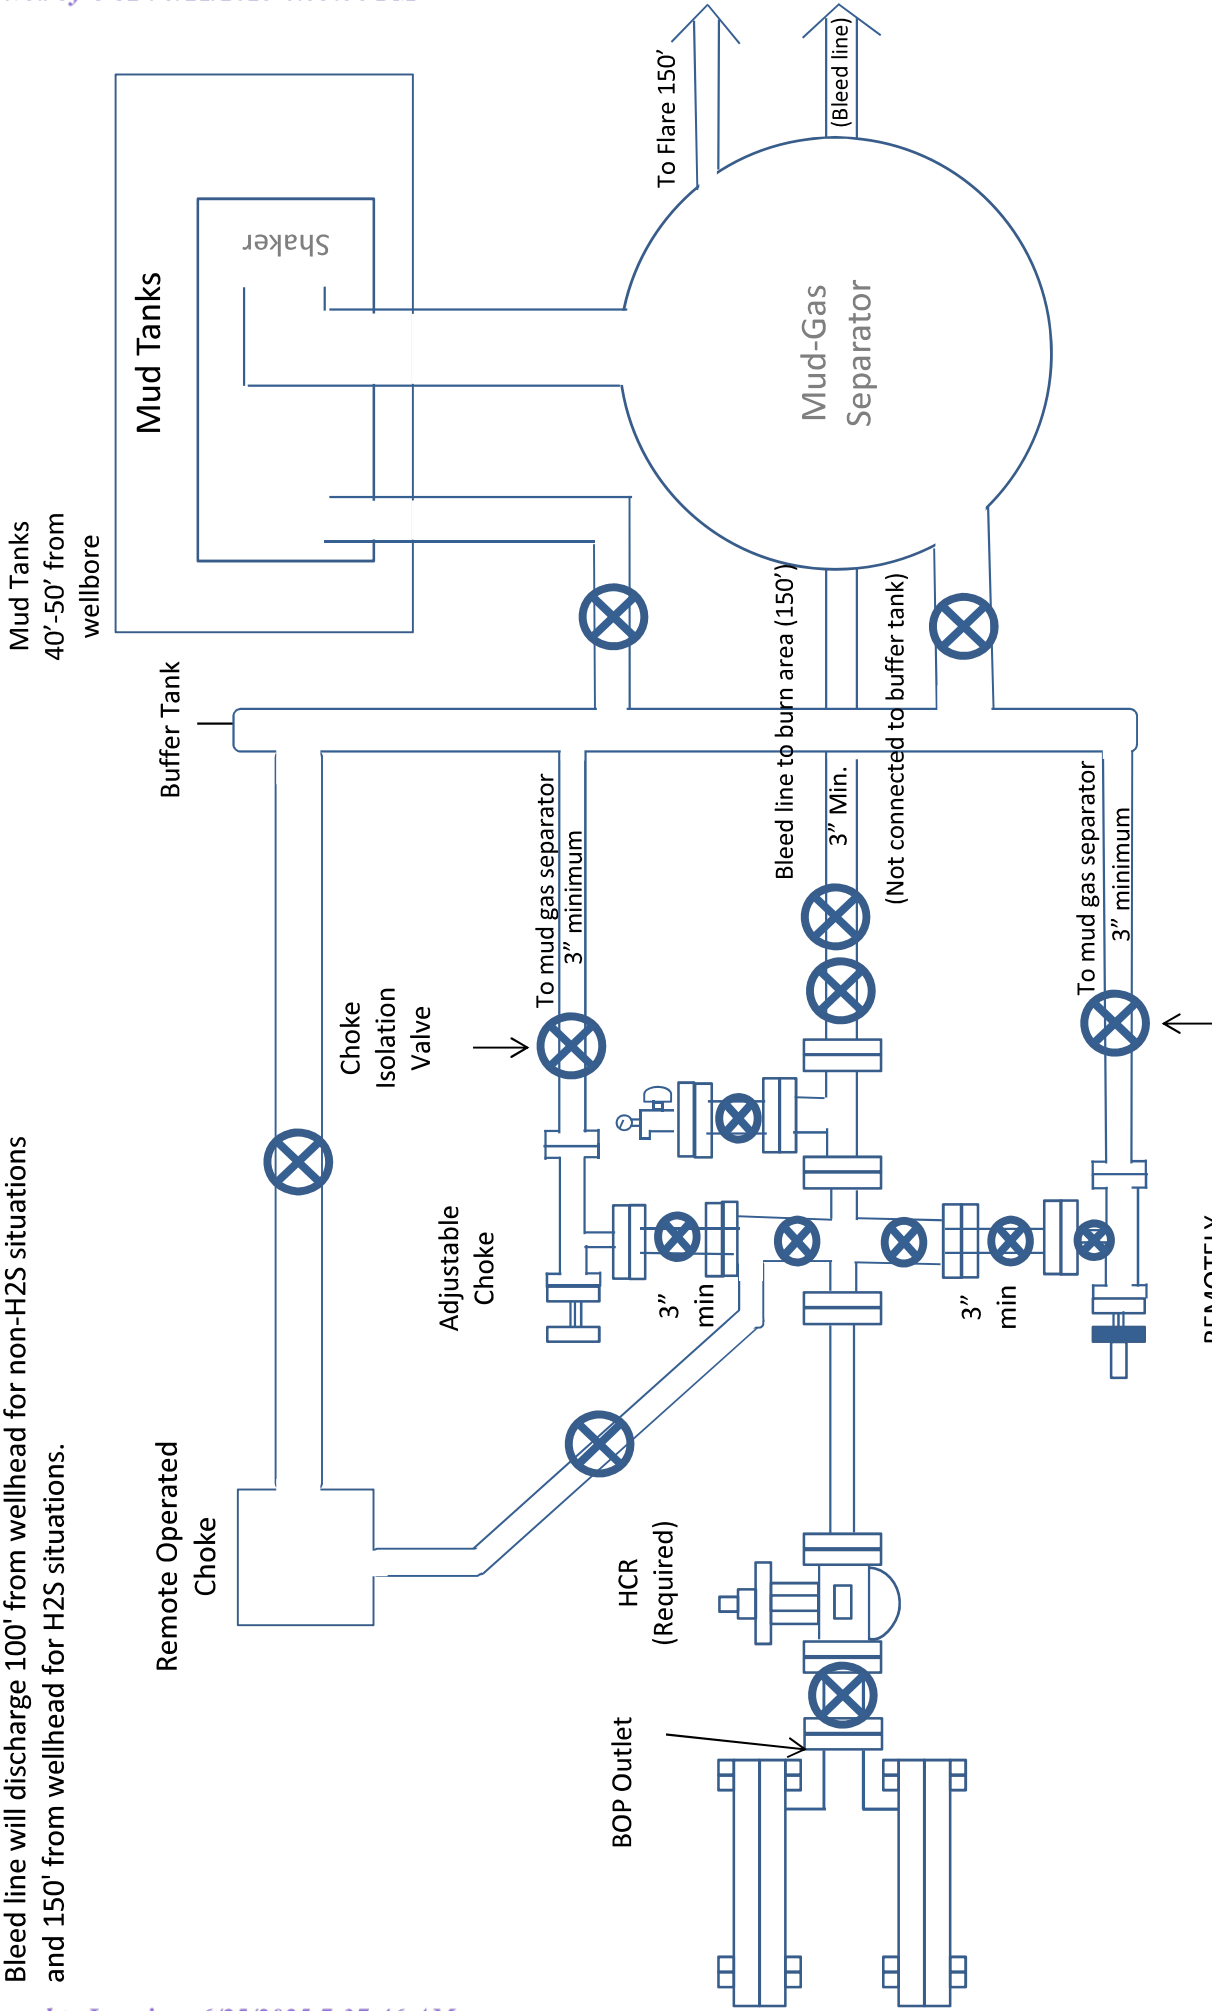 Bleed line will discharge 100' from wellhead for non-H2S situations
and 150' from wellhead for H2S situations.
Mud Tanks
40’-50’ from
wellbore
Mud Tanks
Shaker
Buffer Tank
Remote Operated
Choke
Choke
Isolation
Valve
Adjustable
Choke
To mud gas separator
3” minimum
To Flare 150’
(Bleed line)
Mud-Gas
Separator
Bleed line to burn area (150’)
3” Min.
(Not connected to buffer tank)
HCR
(Required)
BOP Outlet
3”
min
3”
min
To mud gas separator
3” minimum